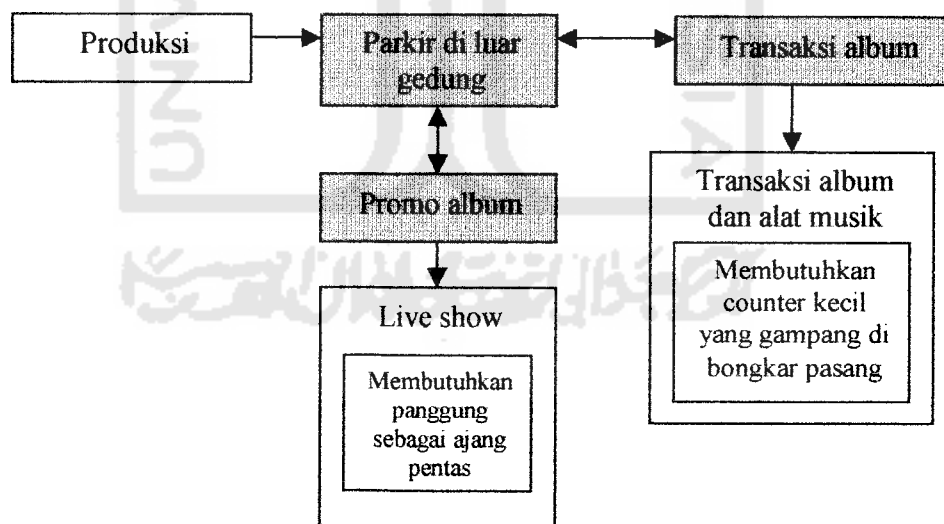 Produksi
Parkir di luar
gedung
Transaksi album
Promo album
Transaksi album
dan alat musik
Membutuhkan
counter kecil
yang gampang di
bongkar pasang
Live show
Membutuhkan
panggung
sebagai ajang
pentas